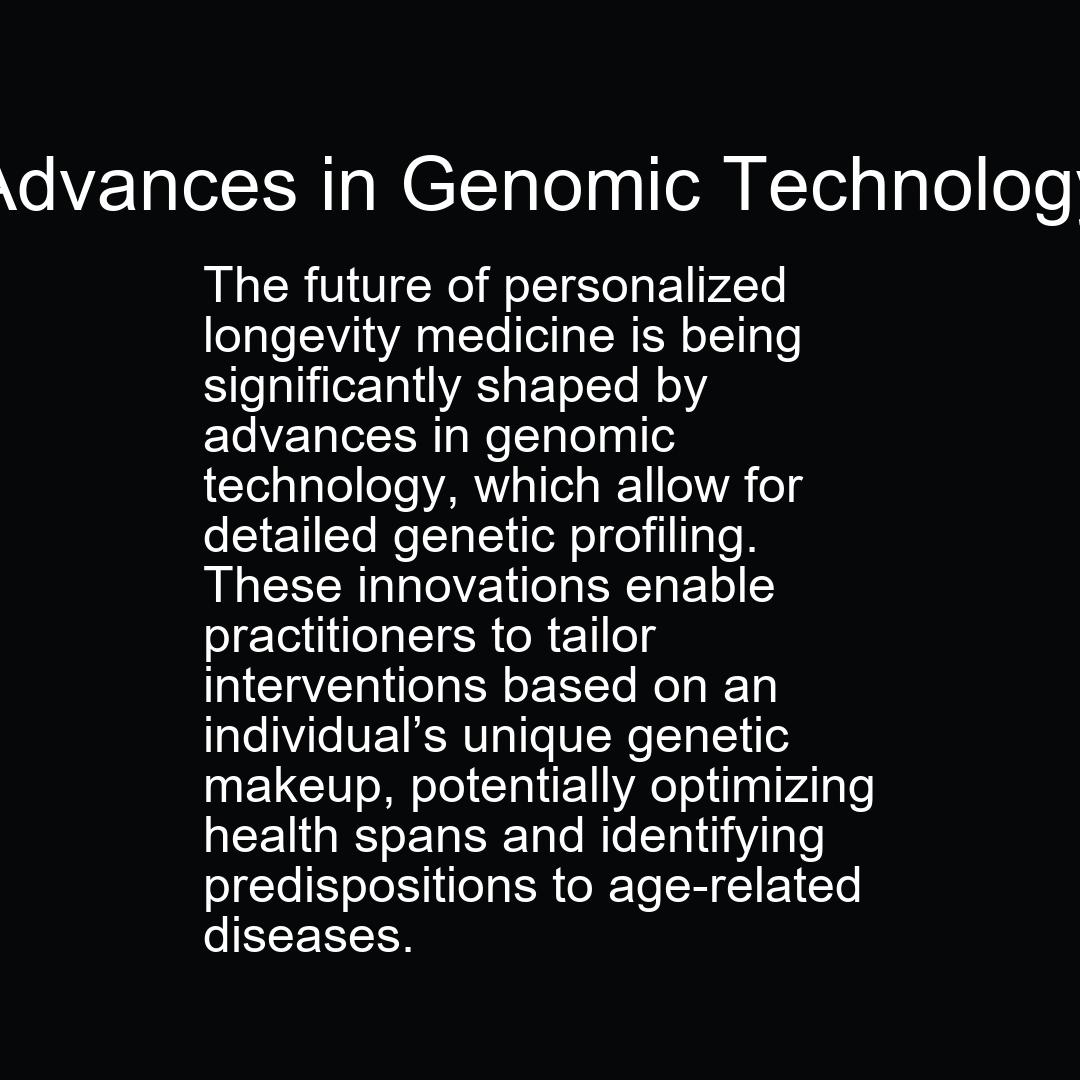 Advances in Genomic Technology
The future of personalized
longevity medicine is being
significantly shaped by
advances in genomic
technology, which allow for
detailed genetic profiling.
These innovations enable
practitioners to tailor
interventions based on an
individual’s unique genetic
makeup, potentially optimizing
health spans and identifying
predispositions to age-related
diseases.